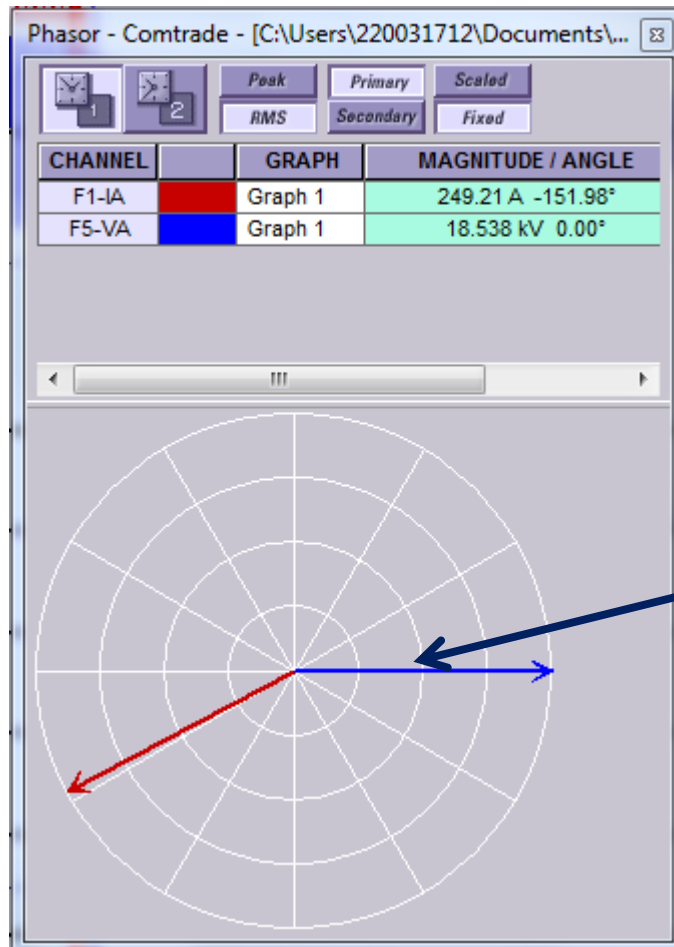 Phasor - Comtrade - [C:\Users\220031712\Documents\...
1 2 Peak Primary Scaled
RMS Secondary Fixed
CHANNEL GRAPH MAGNITUDE / ANGLE
F1-IA Graph 1 249.21 A -151.98°
F5-VA Graph 1 18.538 kV 0.00°